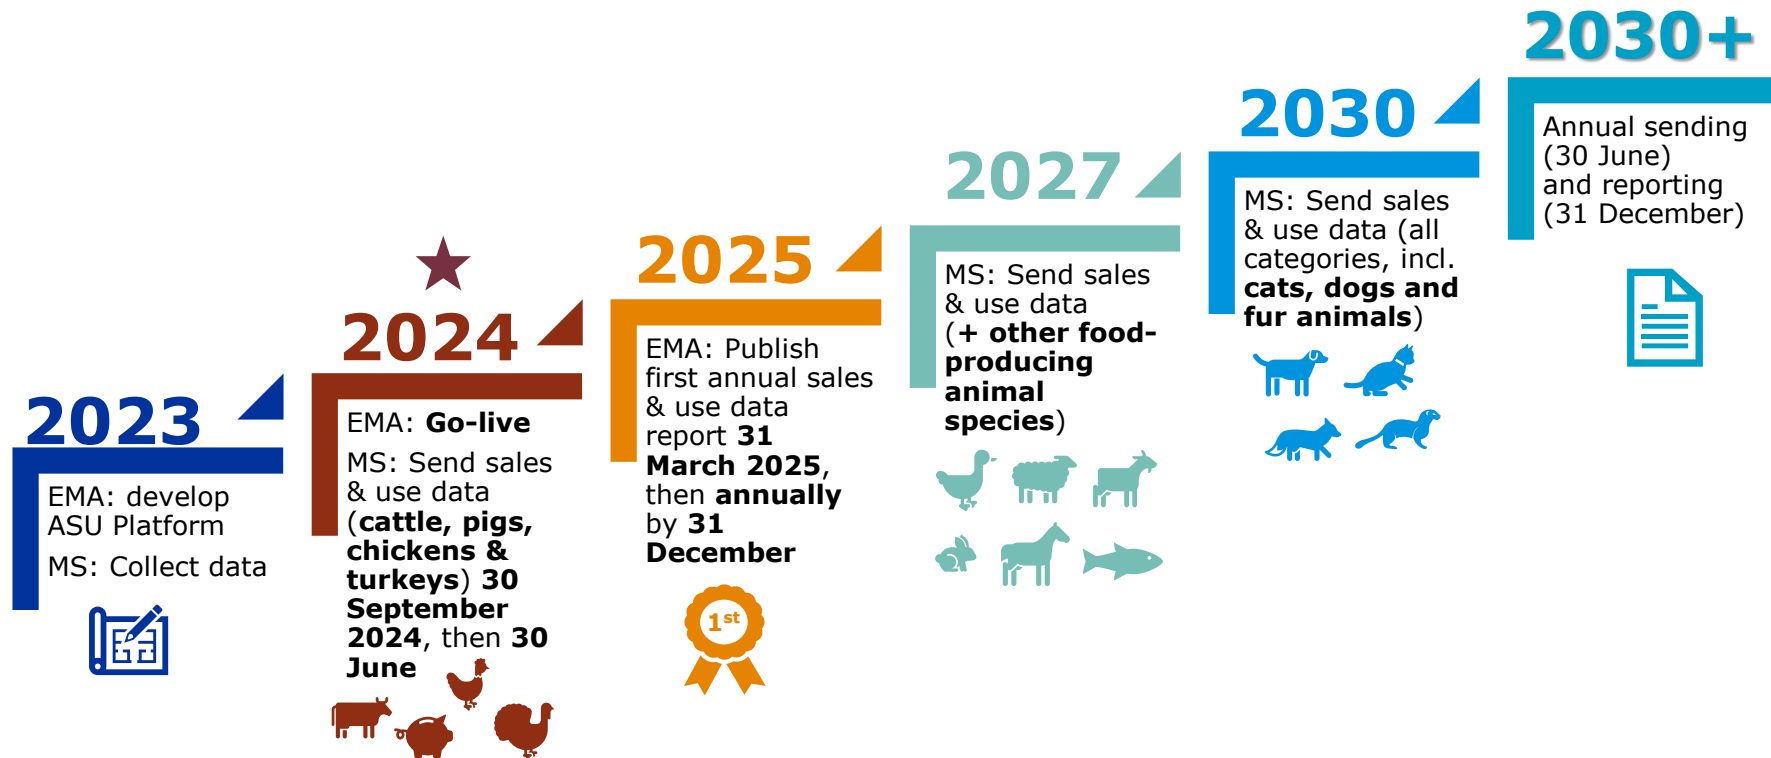 2023
EMA: develop
ASU Platform
MS: Collect data
2024
EMA: Go-live
MS: Send sales
& use data
(cattle, pigs,
chickens &
turkeys) 30
September
2024, then 30
June
2025
EMA: Publish
first annual sales
& use data
report 31
March 2025,
then annually
by 31
December
1st
2027
MS: Send sales
& use data
(+ other food-
producing
animal
species)
2030
MS: Send sales
& use data (all
categories, incl.
cats, dogs and
fur animals)
2030+
Annual sending
(30 June)
and reporting
(31 December)